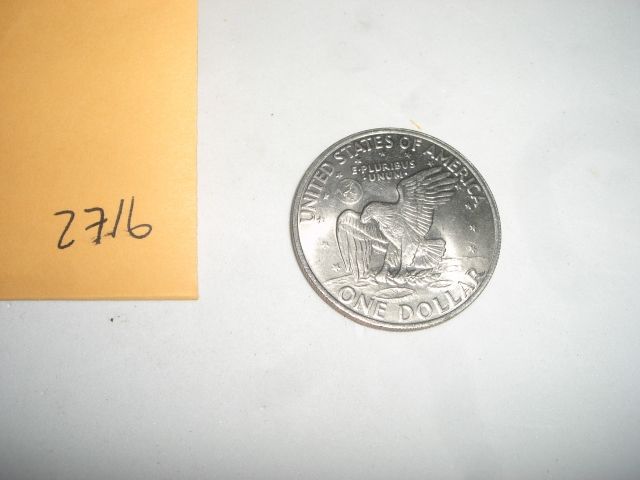 2716
UNITED STATES OF AMERICA
E·PLURIBUS
UNUM·
ONE DOLLAR